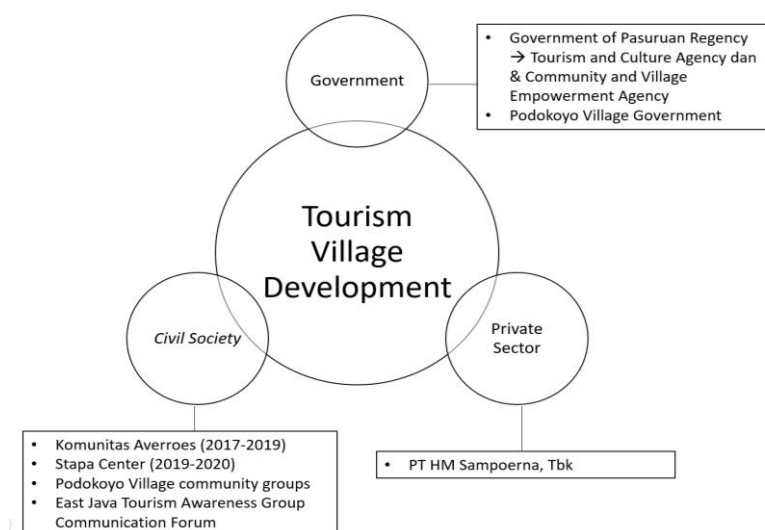 Government
• Government of Pasuruan Regency
→ Tourism and Culture Agency dan
& Community and Village
Empowerment Agency
• Podokoyo Village Government
Tourism
Village
Development
Civil Society
Private
Sector
• Komunitas Averroes (2017-2019)
• Stapa Center (2019-2020)
• Podokoyo Village community groups
• East Java Tourism Awareness Group
Communication Forum
• PT HM Sampoerna, Tbk